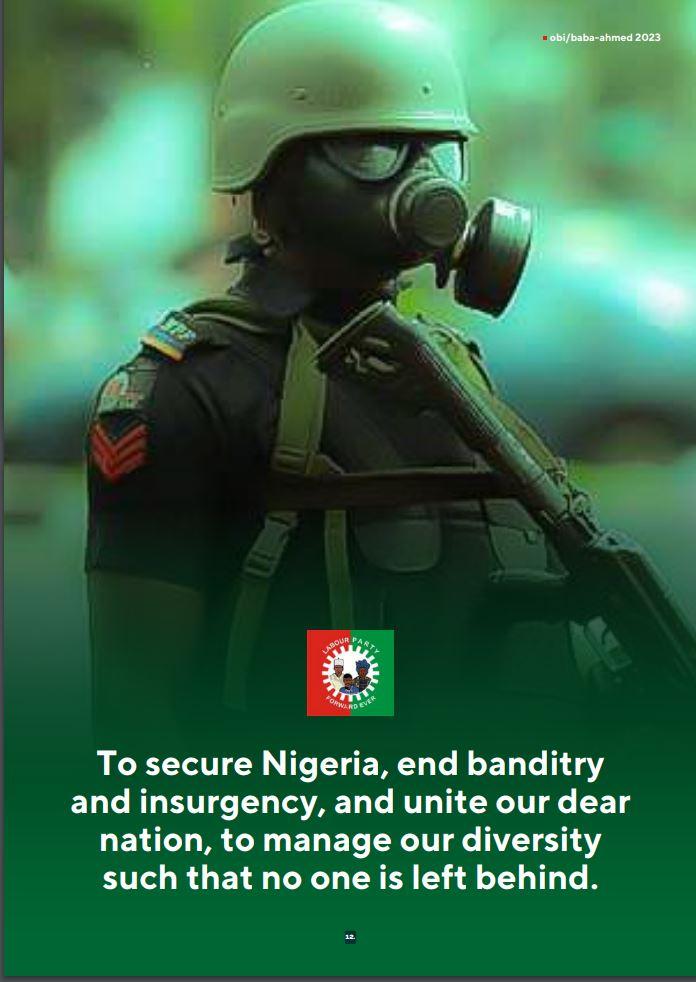 obi/baba-ahmed 2023
LABOUR PARTY
FORWARD EVER
To secure Nigeria, end banditry
and insurgency, and unite our dear
nation, to manage our diversity
such that no one is left behind.
12.